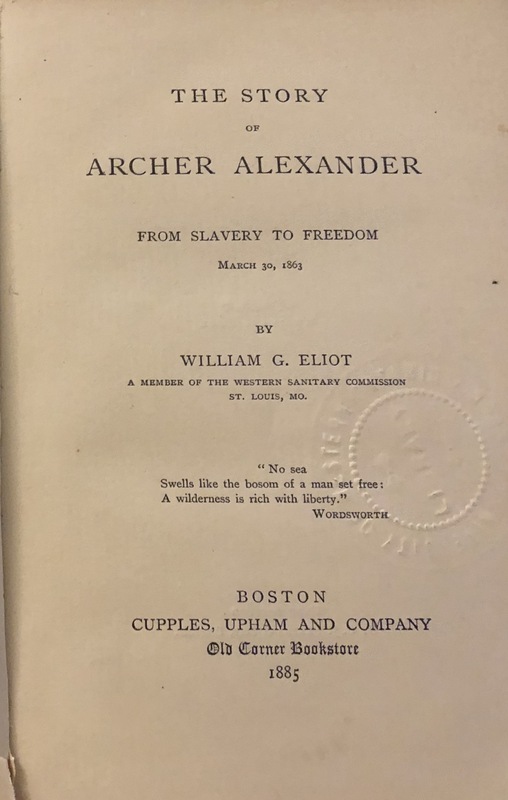 THE STORY
OF
ARCHER ALEXANDER
FROM SLAVERY TO FREEDOM
MARCH 30, 1863
BY
WILLIAM G. ELIOT
A MEMBER OF THE WESTERN SANITARY COMMISSION
ST. LOUIS, MO.
“ No sea
Swells like the bosom of a man set free:
A wilderness is rich with liberty.”
WORDSWORTH
BOSTON
CUPPLES, UPHAM AND COMPANY
Old Corner Bookstore
1885